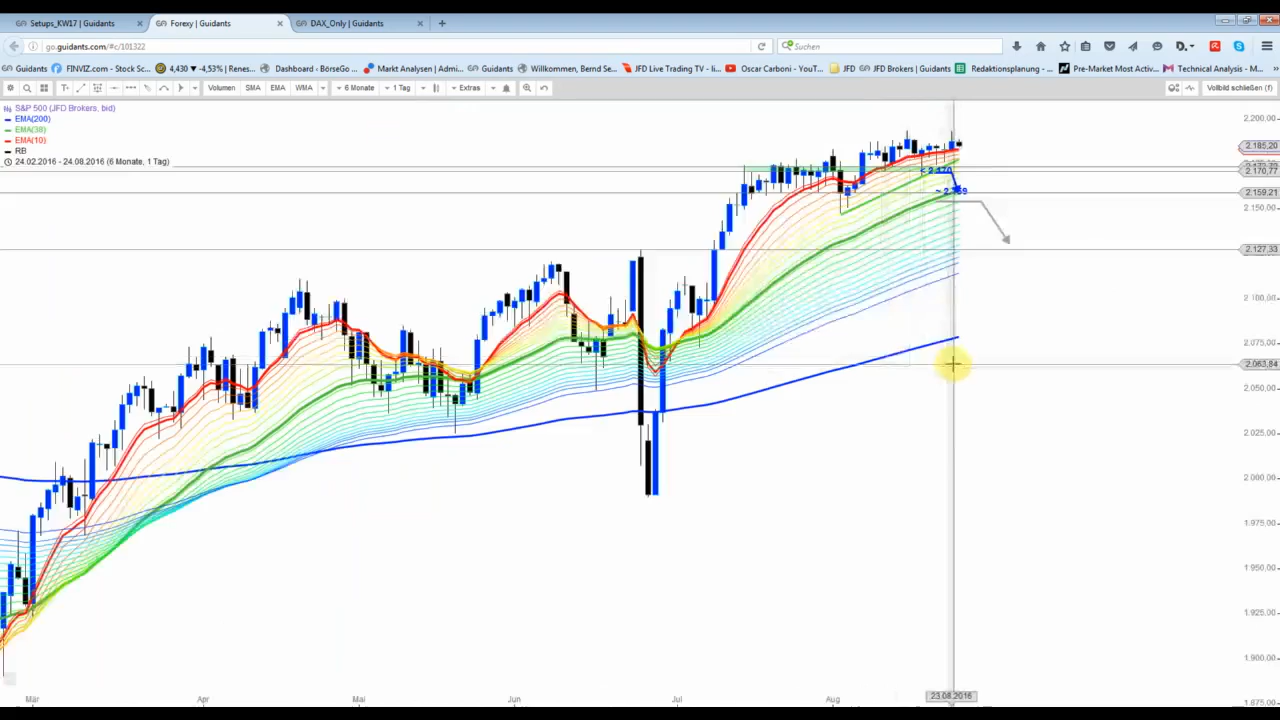 Setups_KW17 | Guidants
Forexy | Guidants
DAX_Only | Guidants
go.guidants.com/#c/101322
Suchen
Guidants
FINVIZ.com - Stock Sc...
4,430 ▼ -4,53% | Renes...
Dashboard - BörseGo ...
Markt Analysen | Admi...
Guidants
Willkommen, Bernd Se...
JFD Live Trading TV - li...
Oscar Carboni - YouT...
JFD
JFD Brokers | Guidants
Redaktionsplanung - ...
Pre-Market Most Activ...
Technical Analysis - M...
Volumen SMA EMA WMA 6 Monate 1 Tag Extras Vollbild schließen (f)
S&P 500 (JFD Brokers, bid)
EMA(200)
EMA(38)
EMA(10)
RB
24.02.2016 - 24.08.2016 (6 Monate, 1 Tag)
2.200,00
2.185,20
2.170,77
2.159,21
2.150,00
2.127,33
2.100,00
2.075,00
2.063,84
2.050,00
2.025,00
2.000,00
1.975,00
1.950,00
1.925,00
1.900,00
1.875,00
Mär Apr Mai Jun Jul Aug 23.08.2016